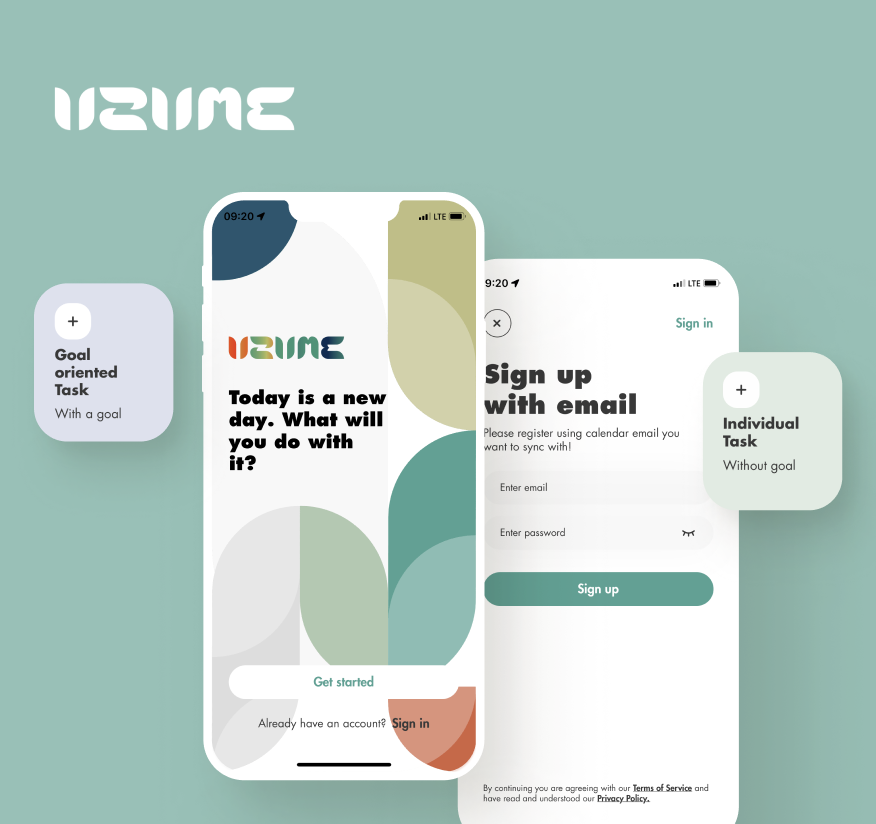 UZUME
09:20
LTE
UZUME
Today is a new
day. What will
you do with
it?
Get started
Already have an account? Sign in
+
Goal
oriented
Task
With a goal
9:20
LTE
Sign in
Sign up
with email
Please register using calendar email you
want to sync with!
Enter email
Enter password
Sign up
By continuing you are agreeing with our Terms of Service and
have read and understood our Privacy Policy.
+
Individual
Task
Without goal